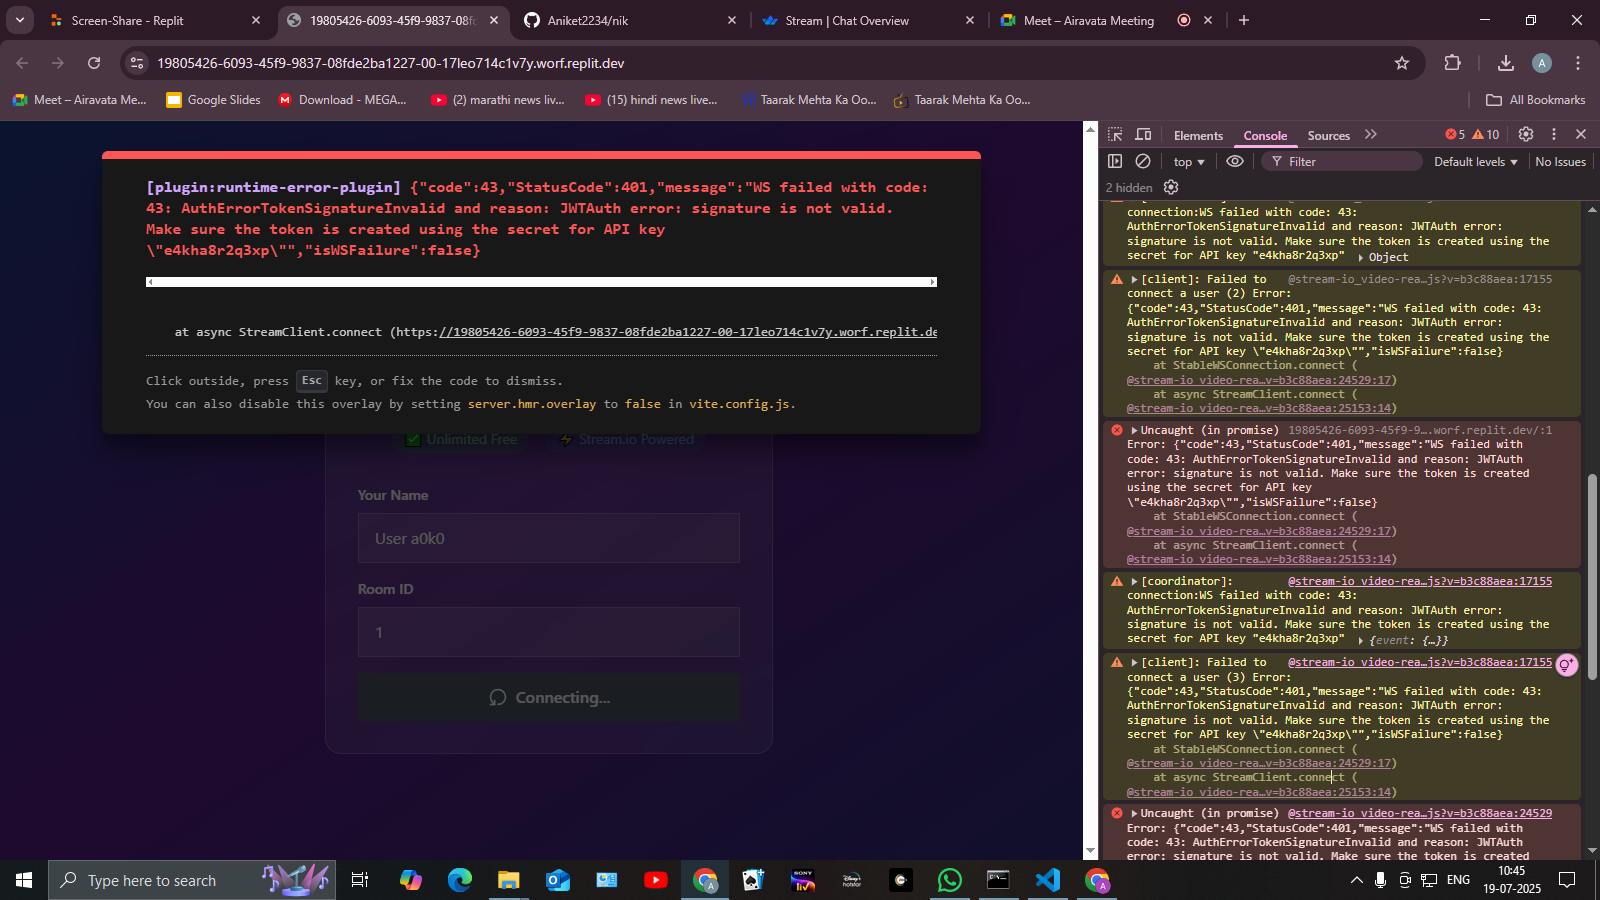 Screen-Share - Replit
19805426-6093-45f9-9837-08f
Aniket2234/nik
Stream | Chat Overview
Meet – Airavata Meeting
19805426-6093-45f9-9837-08fde2ba1227-00-17leo714c1v7y.worf.replit.dev
A
Meet – Airavata Me...
Google Slides
Download - MEGA...
(2) marathi news liv...
(15) hindi news live...
Taarak Mehta Ka Oo...
Taarak Mehta Ka Oo...
All Bookmarks
[plugin:runtime-error-plugin] {"code":43,"StatusCode":401,"message":"WS failed with code:
43: AuthErrorTokenSignatureInvalid and reason: JWTAuth error: signature is not valid.
Make sure the token is created using the secret for API key
\"e4kha8r2q3xp\"","isWSFailure":false}
at async StreamClient.connect (https://19805426-6093-45f9-9837-08fde2ba1227-00-17leo714c1v7y.worf.replit.de
Click outside, press Esc key, or fix the code to dismiss.
You can also disable this overlay by setting server.hmr.overlay to false in vite.config.js.
Unlimited Free
Stream.io Powered
Your Name
User a0k0
Room ID
1
Connecting...
Elements
Console
Sources
5
10
top
Filter
Default levels
No Issues
2 hidden
connection:WS failed with code: 43:
AuthErrorTokenSignatureInvalid and reason: JWTAuth error:
signature is not valid. Make sure the token is created using the
secret for API key "e4kha8r2q3xp" Object
[client]: Failed to @stream-io_video-rea…js?v=b3c88aea:17155
connect a user (2) Error:
{"code":43,"StatusCode":401,"message":"WS failed with code: 43:
AuthErrorTokenSignatureInvalid and reason: JWTAuth error:
signature is not valid. Make sure the token is created using the
secret for API key \"e4kha8r2q3xp\"","isWSFailure":false}
at StableWSConnection.connect (
@stream-io_video-rea…v=b3c88aea:24529:17)
at async StreamClient.connect (
@stream-io_video-rea…v=b3c88aea:25153:14)
Uncaught (in promise) 19805426-6093-45f9-9….worf.replit.dev/:1
Error: {"code":43,"StatusCode":401,"message":"WS failed with
code: 43: AuthErrorTokenSignatureInvalid and reason: JWTAuth
error: signature is not valid. Make sure the token is created
using the secret for API key
\"e4kha8r2q3xp\"","isWSFailure":false}
at StableWSConnection.connect (
@stream-io_video-rea…v=b3c88aea:24529:17)
at async StreamClient.connect (
@stream-io_video-rea…v=b3c88aea:25153:14)
[coordinator]: @stream-io_video-rea…js?v=b3c88aea:17155
connection:WS failed with code: 43:
AuthErrorTokenSignatureInvalid and reason: JWTAuth error:
signature is not valid. Make sure the token is created using the
secret for API key "e4kha8r2q3xp" {event: {…}}
[client]: Failed to @stream-io_video-rea…js?v=b3c88aea:17155
connect a user (3) Error:
{"code":43,"StatusCode":401,"message":"WS failed with code: 43:
AuthErrorTokenSignatureInvalid and reason: JWTAuth error:
signature is not valid. Make sure the token is created using the
secret for API key \"e4kha8r2q3xp\"","isWSFailure":false}
at StableWSConnection.connect (
@stream-io_video-rea…v=b3c88aea:24529:17)
at async StreamClient.connect (
@stream-io_video-rea…v=b3c88aea:25153:14)
Uncaught (in promise) @stream-io_video-rea…js?v=b3c88aea:24529
Error: {"code":43,"StatusCode":401,"message":"WS failed with
code: 43: AuthErrorTokenSignatureInvalid and reason: JWTAuth
error: signature is not valid. Make sure the token is created
Type here to search
ENG
10:45
19-07-2025